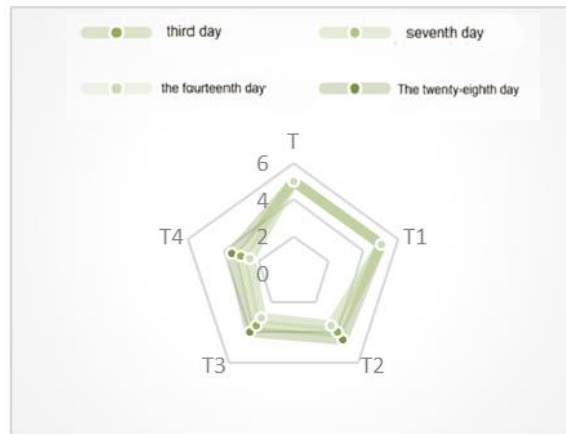 third day
seventh day
the fourteenth day
The twenty-eighth day
T
6
4
T4
T1
2
0
T3
T2